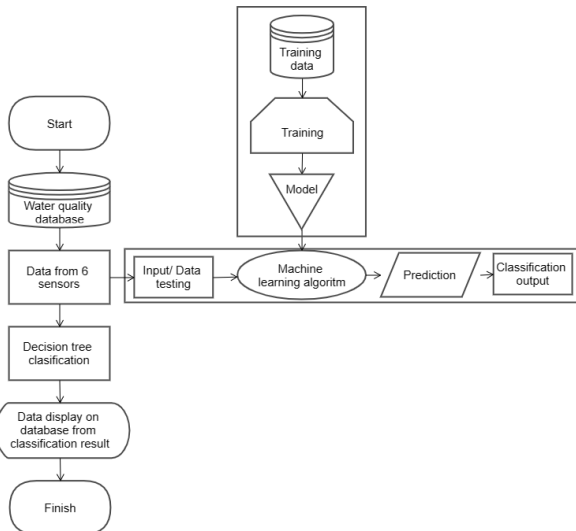 Training
data
Training
Model
Start
Water quality
database
Data from 6
sensors
Input/ Data
testing
Machine
learning algoritm
Prediction
Classification
output
Decision tree
clasification
Data display on
database from
classification result
Finish